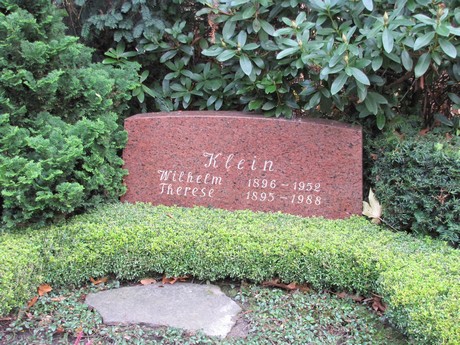 Klein
Wilhelm 1896 - 1952
Therese 1895 - 1988